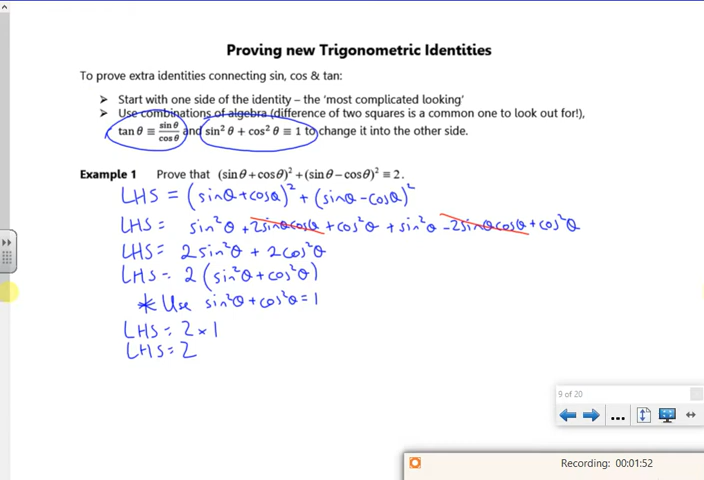 Proving new Trigonometric Identities
To prove extra identities connecting sin, cos & tan:
➤ Start with one side of the identity – the 'most complicated looking'
➤ Use combinations of algebra (difference of two squares is a common one to look out for!),
tan θ ≡ sin θ / cos θ and sin² θ + cos² θ ≡ 1 to change it into the other side.
Example 1 Prove that (sin θ + cos θ)² + (sin θ − cos θ)² ≡ 2.
LHS = (sinθ + cosθ)² + (sinθ - cosθ)²
LHS = sin²θ + 2sinθcosθ + cos²θ + sin²θ - 2sinθcosθ + cos²θ
LHS = 2sin²θ + 2cos²θ
LHS = 2 (sin²θ + cos²θ)
* Use sin²θ + cos²θ = 1
LHS = 2 × 1
LHS = 2
9 of 20
...
Recording: 00:01:52